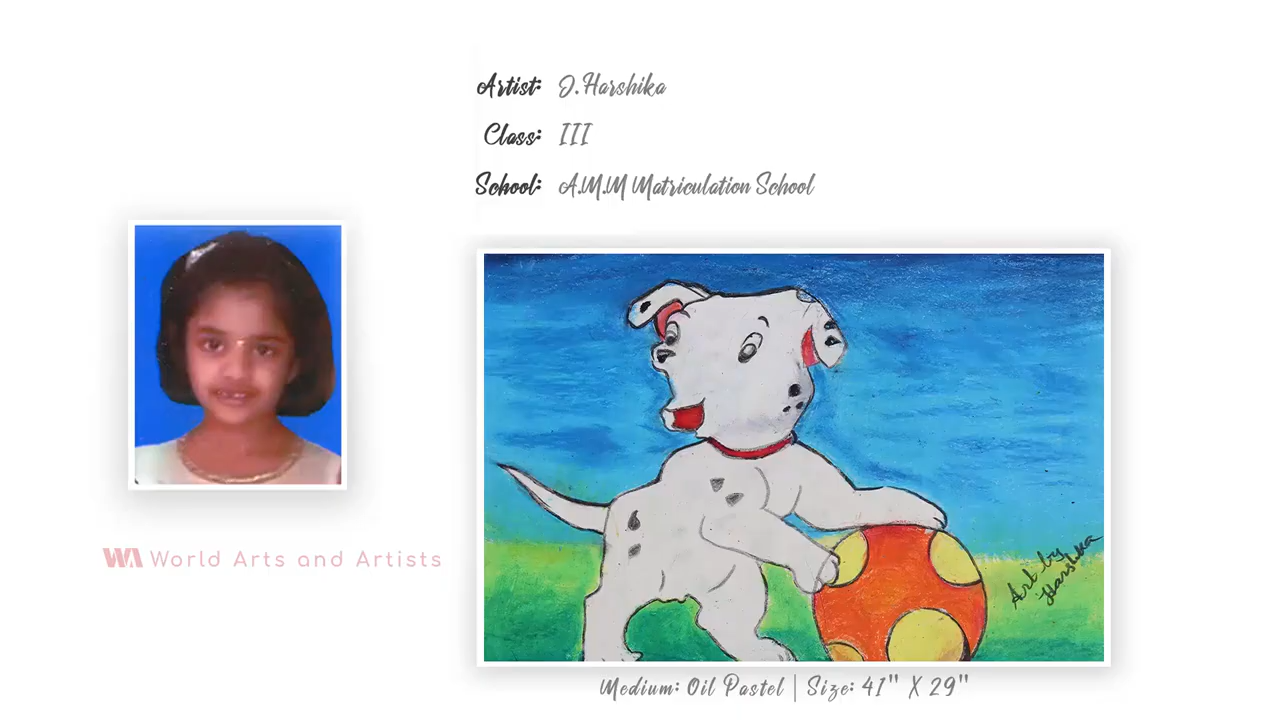 Artist: J.Harshika
Class: III
School: A.M.M Matriculation School
WA World Arts and Artists
Art by
Harshika
Medium: Oil Pastel | Size: 41" X 29"